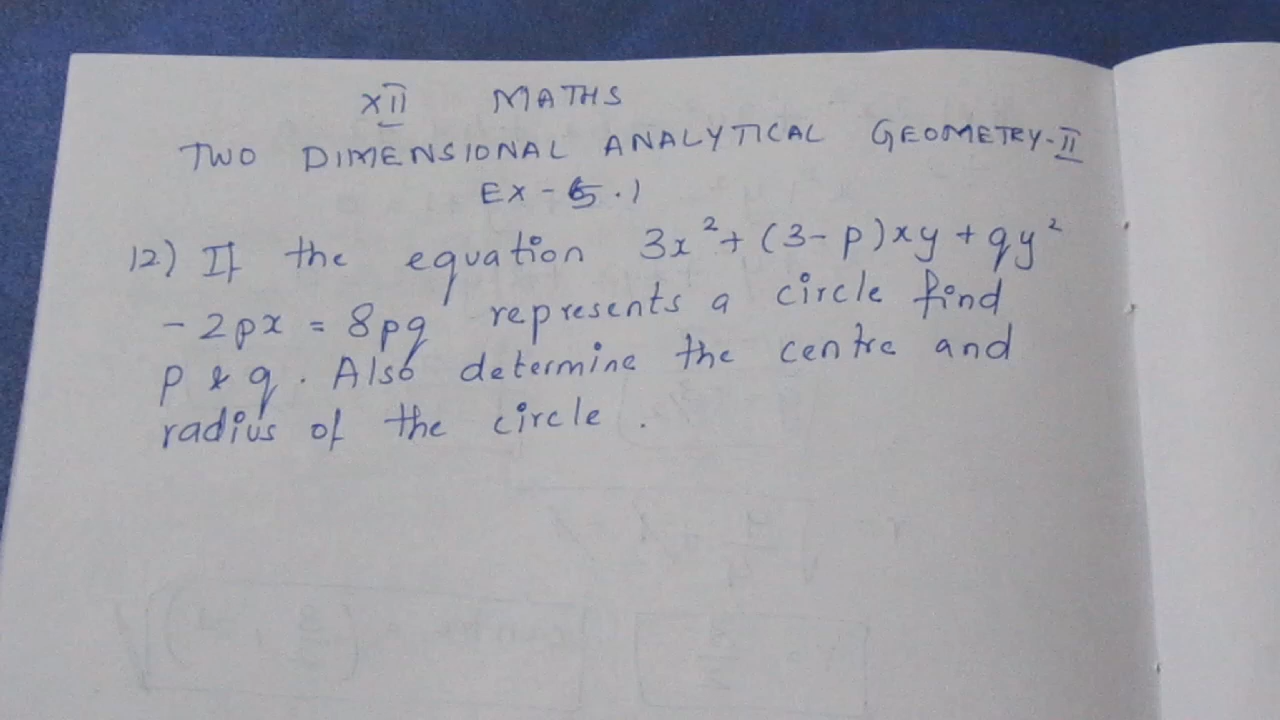 XII MATHS
TWO DIMENSIONAL ANALYTICAL GEOMETRY-II
EX-5.1
12) If the equation 3x²+(3-p)xy+qy²
-2px = 8pq represents a circle find
p & q. Also determine the centre and
radius of the circle.